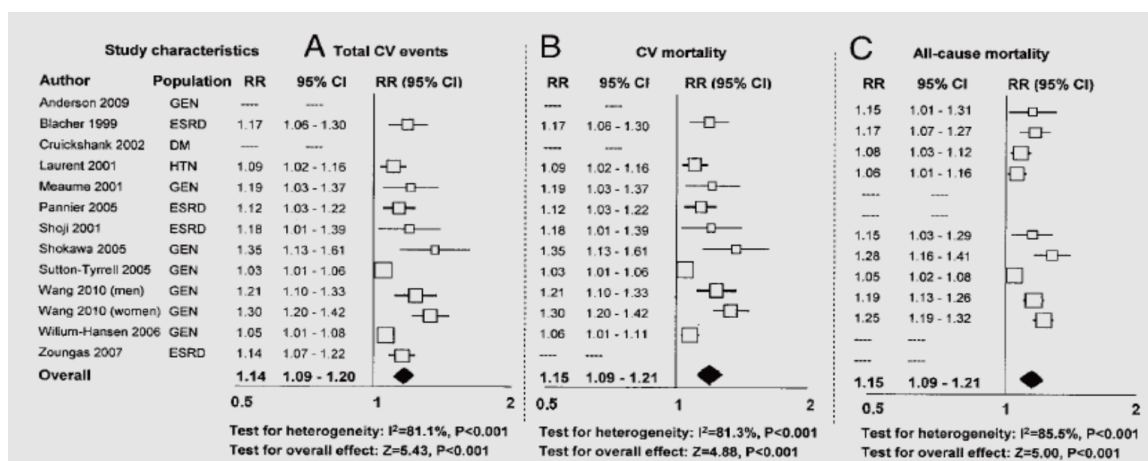 Study characteristics A Total CV events B CV mortality C All-cause mortality
Author Population RR 95% CI RR (95% CI) RR 95% CI RR (95% CI) RR 95% CI RR (95% CI)
Anderson 2009 GEN ---- ---- ---- ---- 1.15 1.01 - 1.31
Blacher 1999 ESRD 1.17 1.06 - 1.30 1.17 1.06 - 1.30 1.17 1.07 - 1.27
Cruickshank 2002 DM ---- ---- ---- ---- 1.08 1.03 - 1.12
Laurent 2001 HTN 1.09 1.02 - 1.16 1.09 1.02 - 1.16 1.06 1.01 - 1.16
Meaume 2001 GEN 1.19 1.03 - 1.37 1.19 1.03 - 1.37 ---- ----
Pannier 2005 ESRD 1.12 1.03 - 1.22 1.12 1.03 - 1.22 ---- ----
Shoji 2001 ESRD 1.18 1.01 - 1.39 1.18 1.01 - 1.39 1.15 1.03 - 1.29
Shokawa 2005 GEN 1.35 1.13 - 1.61 1.35 1.13 - 1.61 1.28 1.16 - 1.41
Sutton-Tyrrell 2005 GEN 1.03 1.01 - 1.06 1.03 1.01 - 1.06 1.05 1.02 - 1.08
Wang 2010 (men) GEN 1.21 1.10 - 1.33 1.21 1.10 - 1.33 1.19 1.13 - 1.26
Wang 2010 (women) GEN 1.30 1.20 - 1.42 1.30 1.20 - 1.42 1.25 1.19 - 1.32
Willum-Hansen 2006 GEN 1.05 1.01 - 1.08 1.06 1.01 - 1.11 ---- ----
Zoungas 2007 ESRD 1.14 1.07 - 1.22 ---- ---- ---- ----
Overall 1.14 1.09 - 1.20 1.15 1.09 - 1.21 1.15 1.09 - 1.21
0.5 1 2 0.5 1 2 0.5 1 2
Test for heterogeneity: I²=81.1%, P<0.001 Test for heterogeneity: I²=81.3%, P<0.001 Test for heterogeneity: I²=85.5%, P<0.001
Test for overall effect: Z=5.43, P<0.001 Test for overall effect: Z=4.88, P<0.001 Test for overall effect: Z=5.00, P<0.001